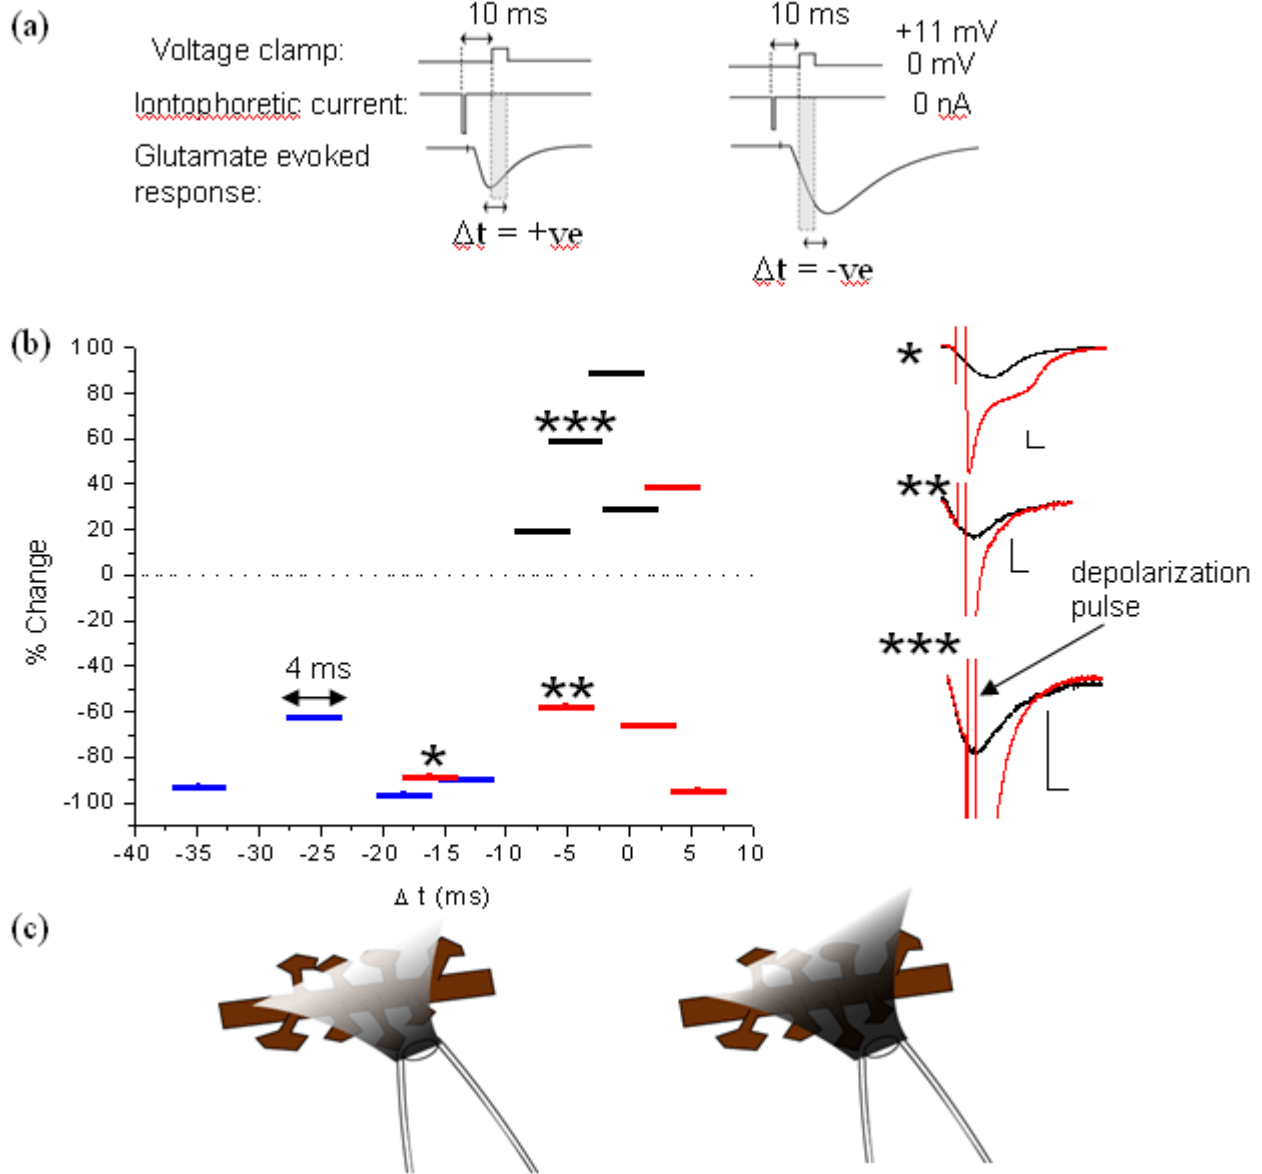 (a)
10 ms
10 ms
Voltage clamp:
+11 mV
0 mV
Iontophoretic current:
0 nA
Glutamate evoked
response:
Δt = +ve
Δt = -ve
(b)
100
80
60
40
20
0
-20
-40
-60
-80
-100
% Change
***
4 ms
**
*
-40
-35
-30
-25
-20
-15
-10
-5
0
5
10
Δ t (ms)
*
**
depolarization
pulse
***
(c)